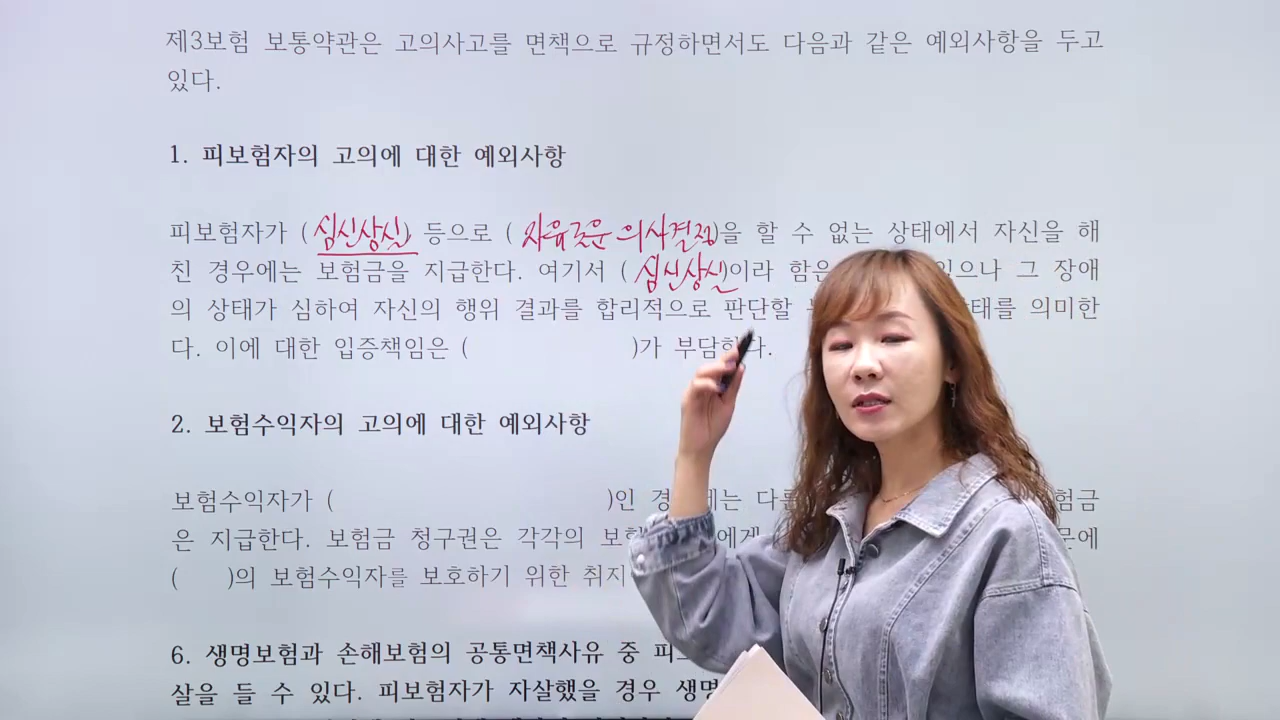 제3보험 보통약관은 고의사고를 면책으로 규정하면서도 다음과 같은 예외사항을 두고
있다.
1. 피보험자의 고의에 대한 예외사항
피보험자가 ( 심신상실 ) 등으로 ( 자유로운 의사결정)을 할 수 없는 상태에서 자신을 해
친 경우에는 보험금을 지급한다. 여기서 ( 심신상실)이라 함은 있으나 그 장애
의 상태가 심하여 자신의 행위 결과를 합리적으로 판단할 의미한
다. 이에 대한 입증책임은 ( )가 부담한다.
2. 보험수익자의 고의에 대한 예외사항
보험수익자가 ( )인
은 지급한다. 보험금 청구권은 각각의
( )의 보험수익자를 보호하기 위한 취지
6. 생명보험과 손해보험의 공통면책사유 중
살을 들 수 있다. 피보험자가 자살했을 경우